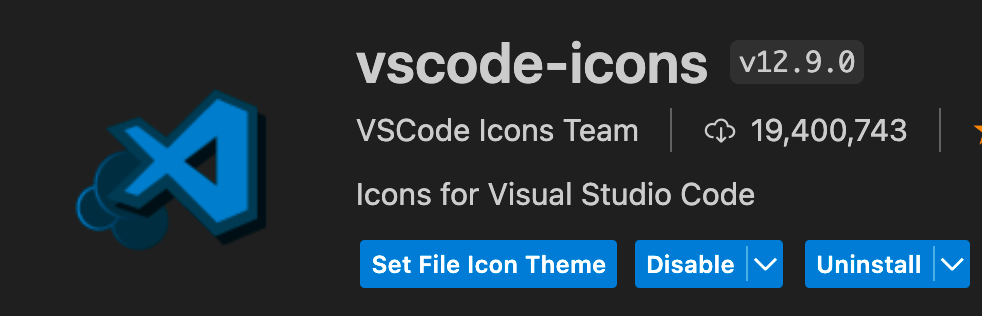 vscode-icons v12.9.0
VSCode Icons Team 19,400,743
Icons for Visual Studio Code
Set File Icon Theme Disable Uninstall